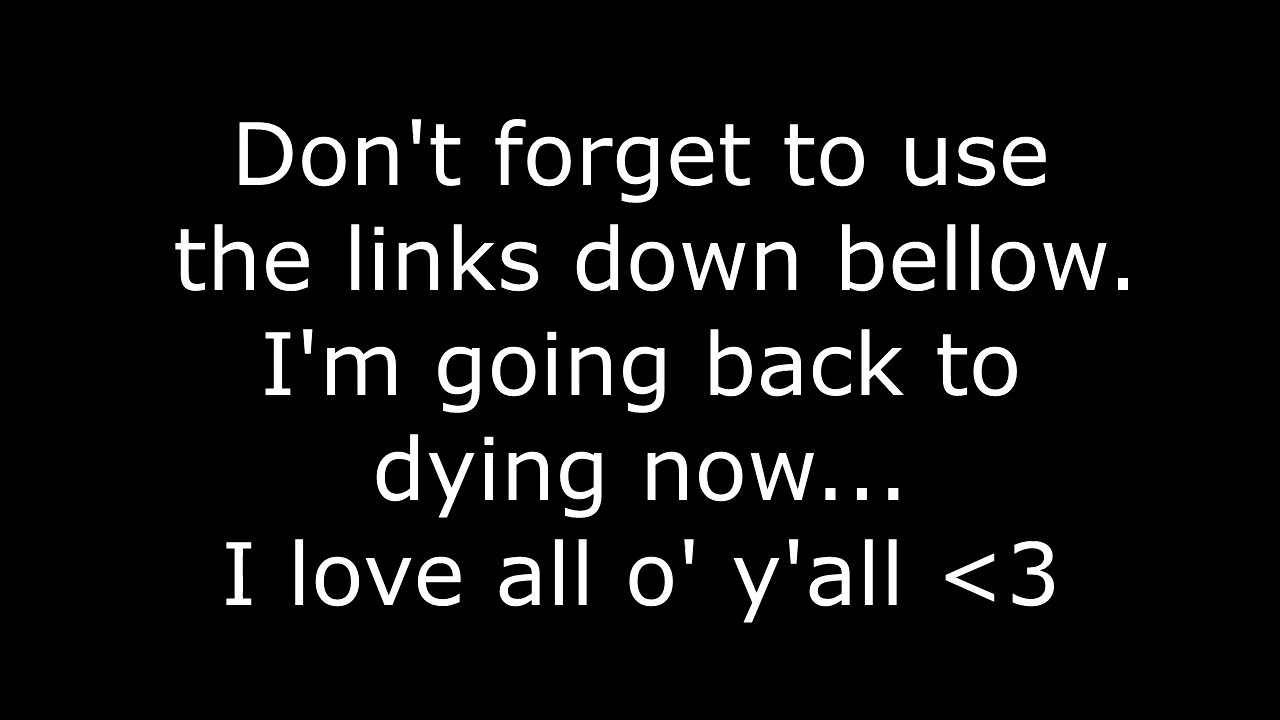 Don't forget to use
the links down bellow.
I'm going back to
dying now...
I love all o' y'all <3